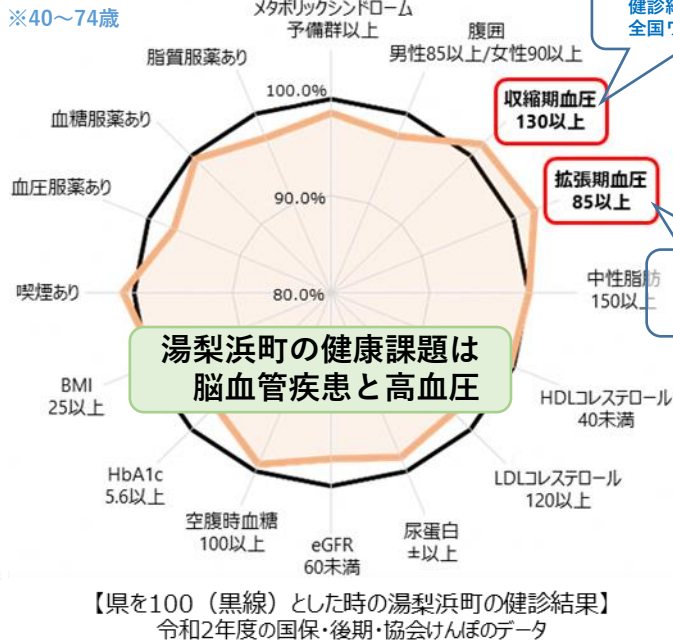 ※40～74歳
メタボリックシンドローム
予備群以上
腹囲
男性85以上/女性90以上
健診
全国
脂質服薬あり
100.0%
収縮期血圧
130以上
血糖服薬あり
拡張期血圧
85以上
血圧服薬あり
90.0%
喫煙あり
80.0%
中性脂肪
150以上
湯梨浜町の健康課題は
脳血管疾患と高血圧
BMI
25以上
HDLコレステロール
40未満
HbA1c
5.6以上
LDLコレステロール
120以上
空腹時血糖
100以上
eGFR
60未満
尿蛋白
±以上
【県を100（黒線）とした時の湯梨浜町の健診結果】
令和2年度の国保・後期・協会けんぽのデータ